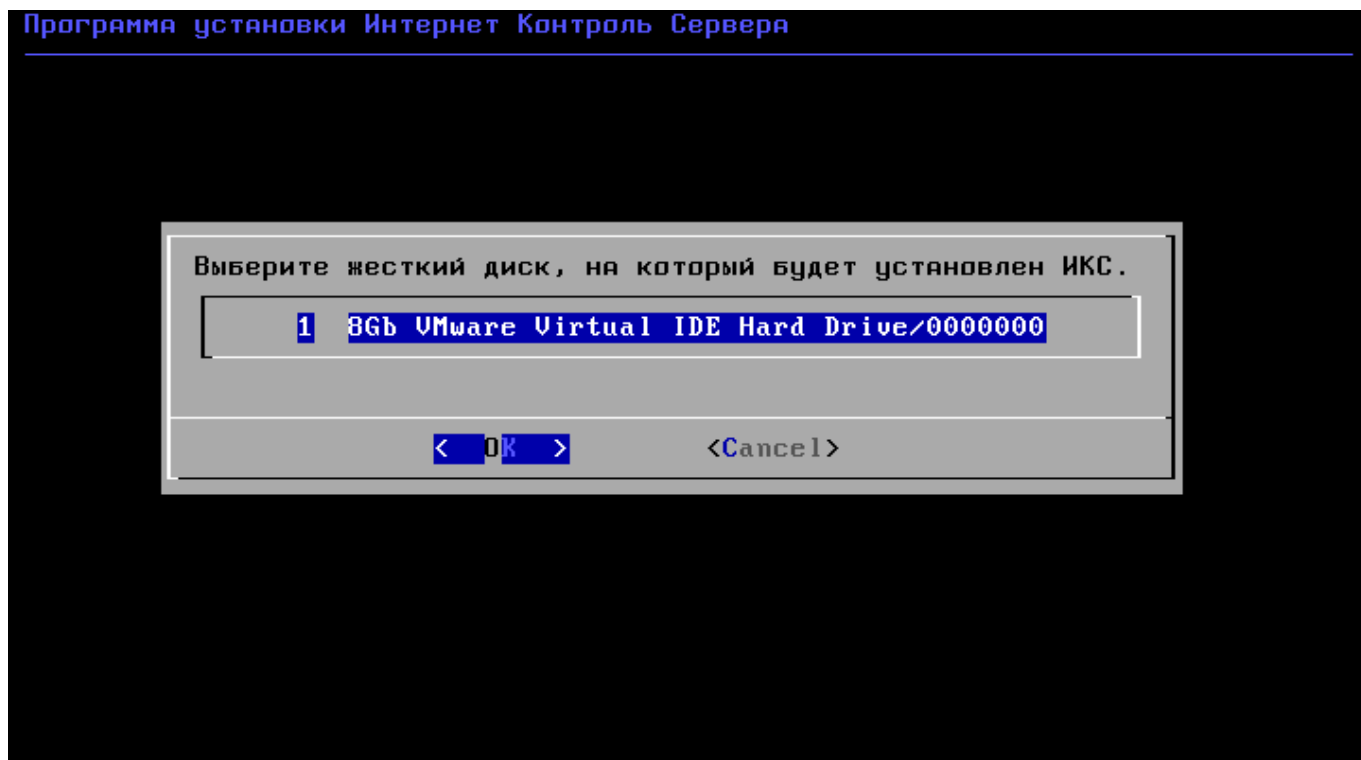 Программа установки Интернет Контроль Сервера
Выберите жесткий диск, на который будет установлен ИКС.
1 8Gb VMware Virtual IDE Hard Drive/0000000
< OK > <Cancel>